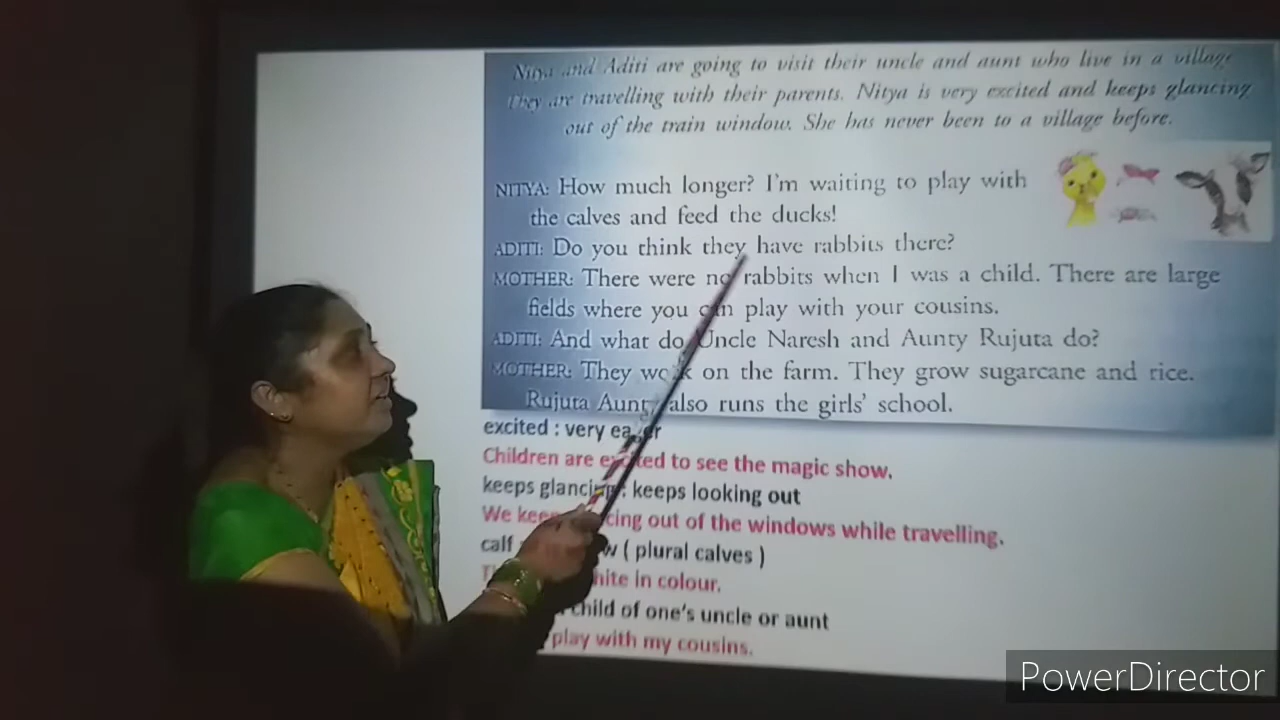 Nitya and Aditi are going to visit their uncle and aunt who live in a village
They are travelling with their parents. Nitya is very excited and keeps glancing
out of the train window. She has never been to a village before.
NITYA: How much longer? I'm waiting to play with
the calves and feed the ducks!
ADITI: Do you think they have rabbits there?
MOTHER: There were no rabbits when I was a child. There are large
fields where you can play with your cousins.
ADITI: And what do Uncle Naresh and Aunty Rujuta do?
MOTHER: They work on the farm. They grow sugarcane and rice.
Rujuta Aunty also runs the girls' school.
excited : very eager
Children are excited to see the magic show.
keeps glancing : keeps looking out
We keep out of the windows while travelling.
calf ( plural calves )
in colour.
child of one's uncle or aunt
play with my cousins.
PowerDirector